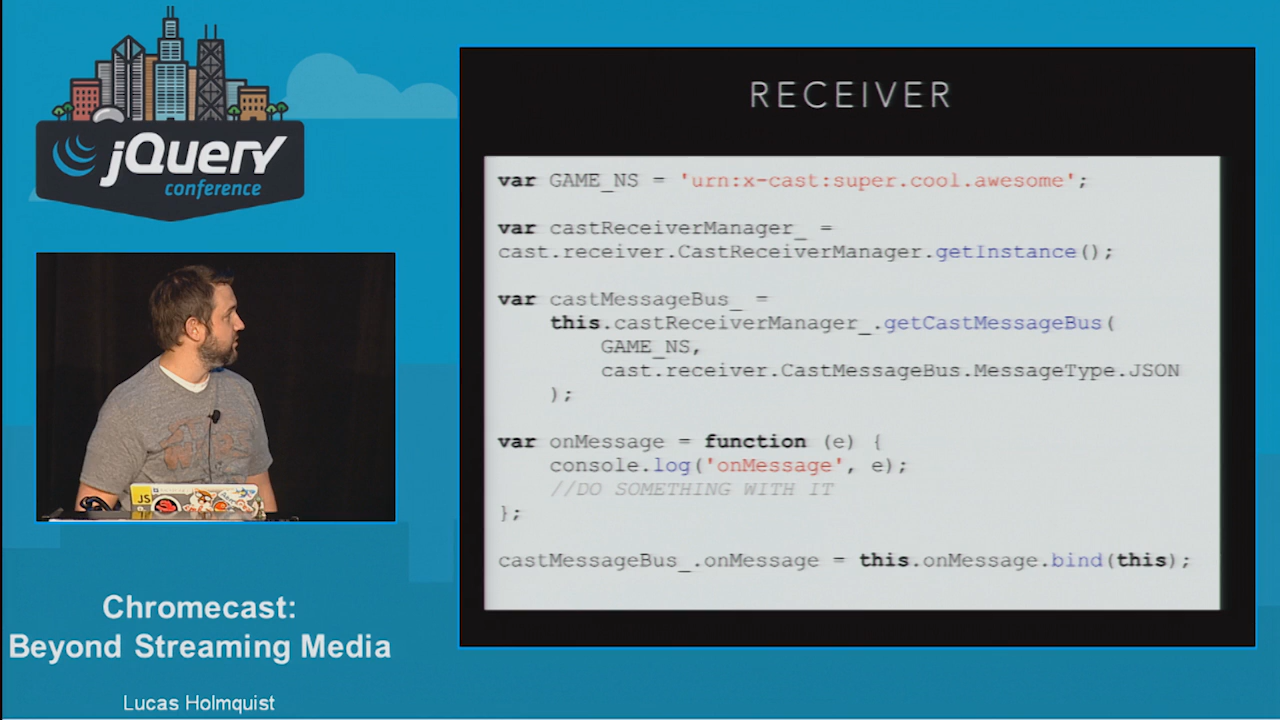 jQuery
conference
RECEIVER
var GAME_NS = 'urn:x-cast:super.cool.awesome';
var castReceiverManager_ =
cast.receiver.CastReceiverManager.getInstance();
var castMessageBus_ =
this.castReceiverManager_.getCastMessageBus(
GAME_NS,
cast.receiver.CastMessageBus.MessageType.JSON
);
var onMessage = function (e) {
console.log('onMessage', e);
//DO SOMETHING WITH IT
};
castMessageBus_.onMessage = this.onMessage.bind(this);
JS
Chromecast:
Beyond Streaming Media
Lucas Holmquist